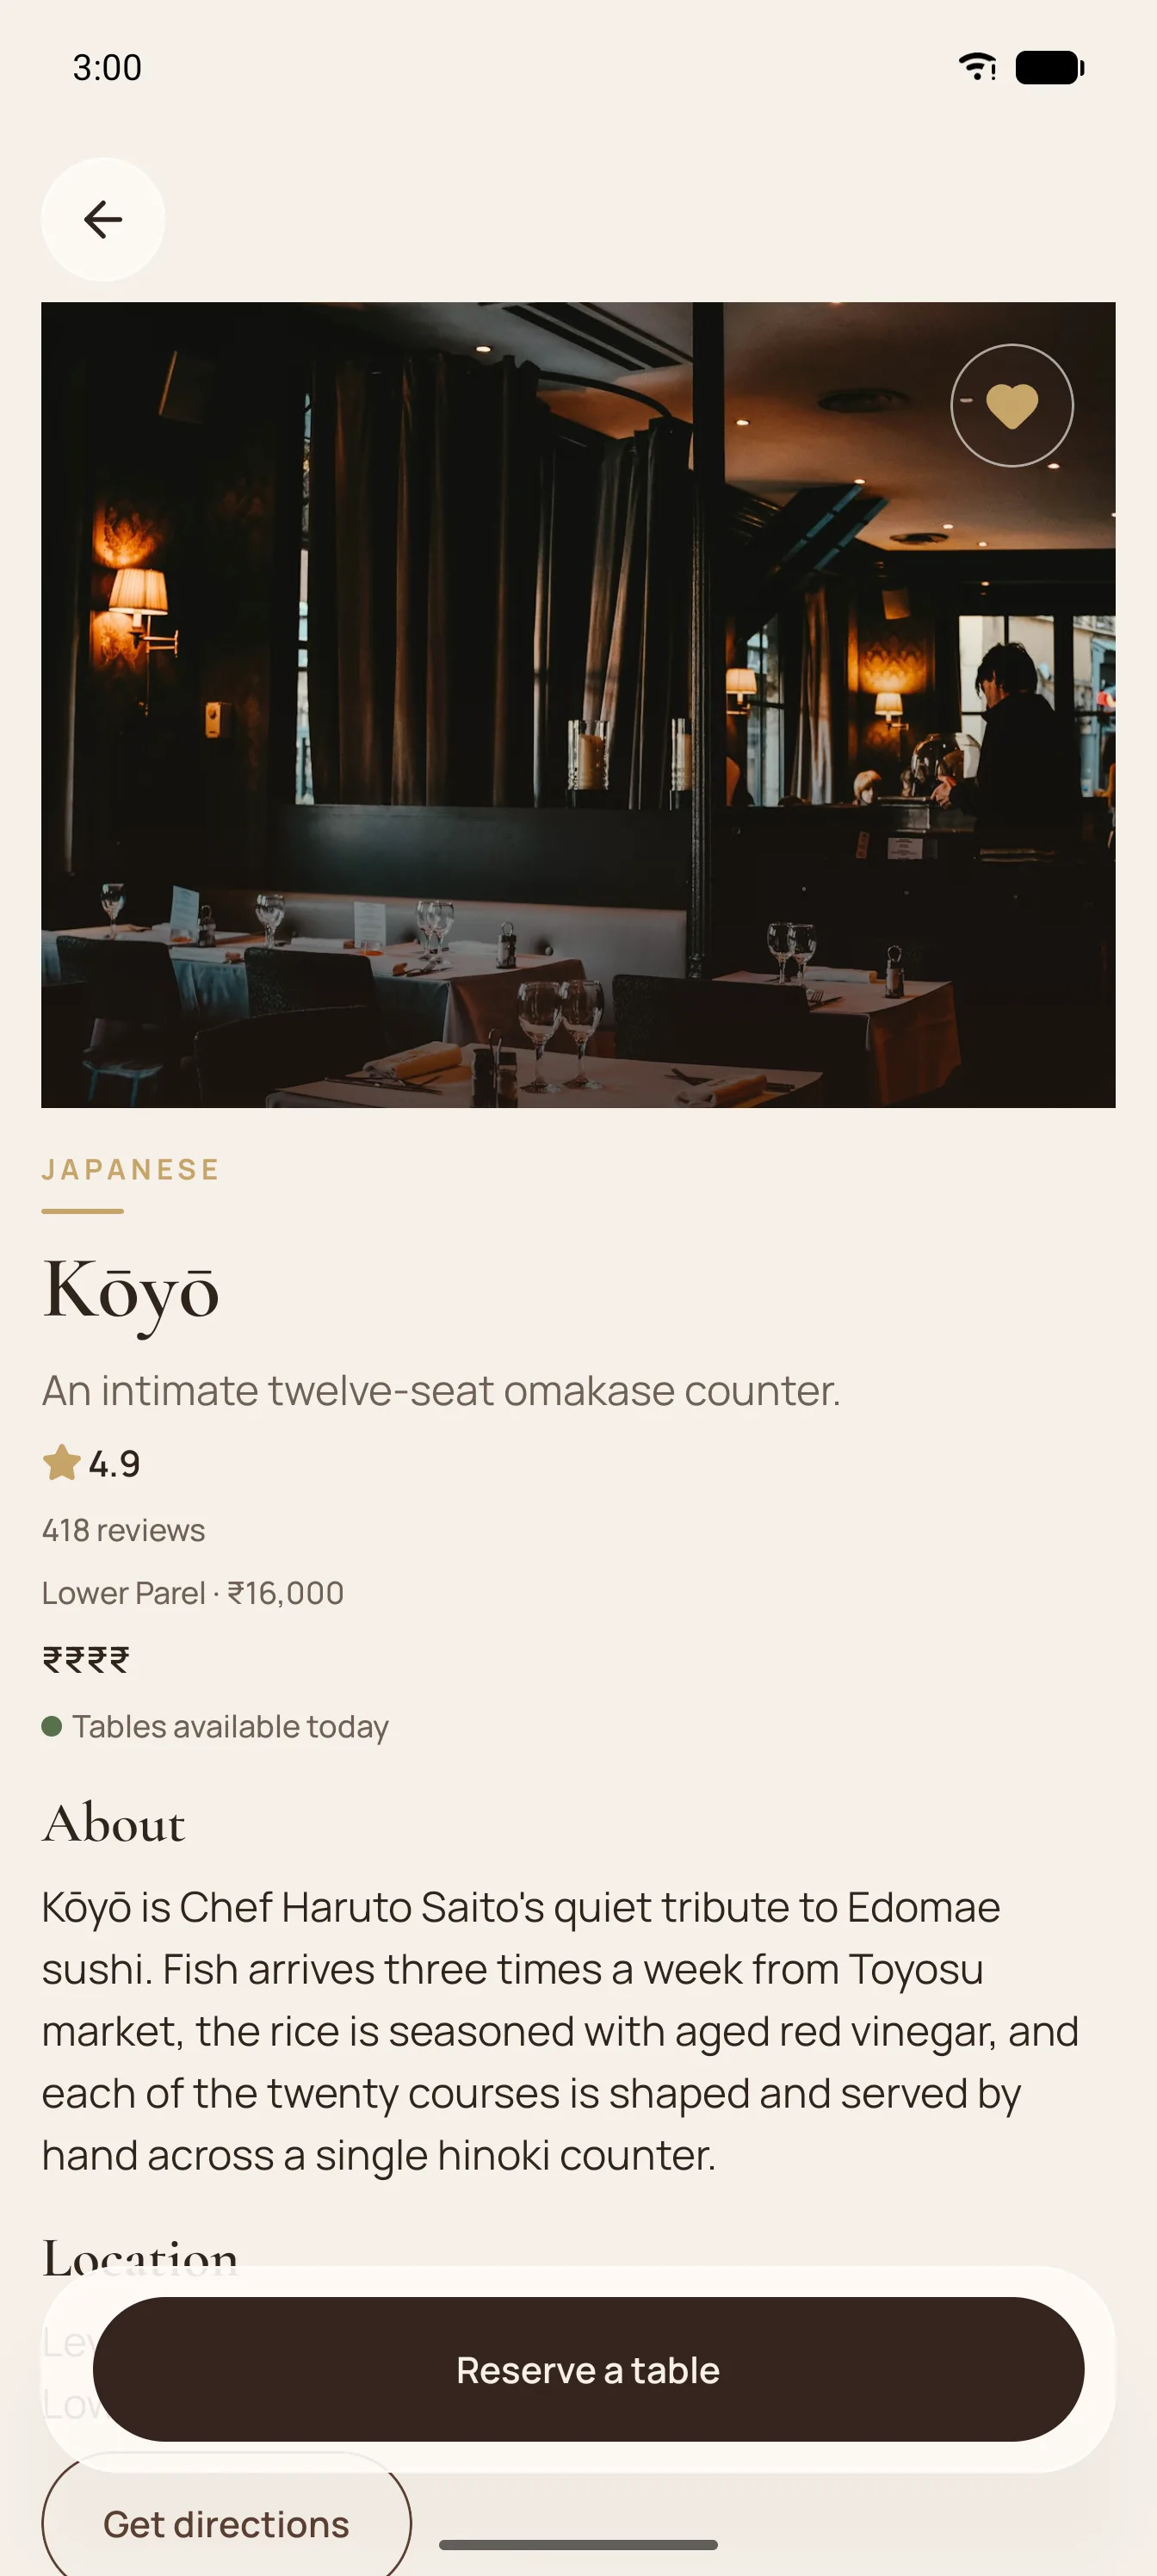 3:00
JAPANESE
Kōyō
An intimate twelve-seat omakase counter.
4.9
418 reviews
Lower Parel · ₹16,000
₹₹₹₹
Tables available today
About
Kōyō is Chef Haruto Saito's quiet tribute to Edomae
sushi. Fish arrives three times a week from Toyosu
market, the rice is seasoned with aged red vinegar, and
each of the twenty courses is shaped and served by
hand across a single hinoki counter.
Location
Reserve a table
Get directions